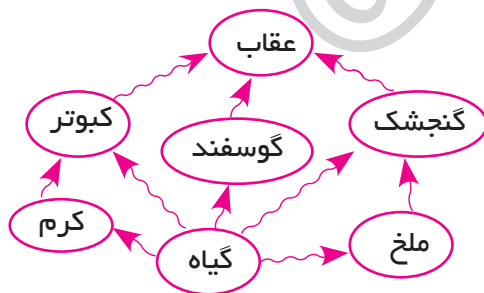 عقاب
گنجشک
گوسفند
کبوتر
ملخ
گیاه
کرم